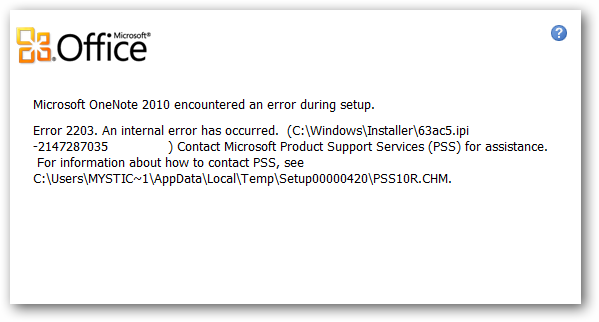 Microsoft®
Office
?
Microsoft OneNote 2010 encountered an error during setup.
Error 2203. An internal error has occurred.  (C:\Windows\Installer\63ac5.ipi
-2147287035          ) Contact Microsoft Product Support Services (PSS) for assistance.
For information about how to contact PSS, see
C:\Users\MYSTIC~1\AppData\Local\Temp\Setup00000420\PSS10R.CHM.